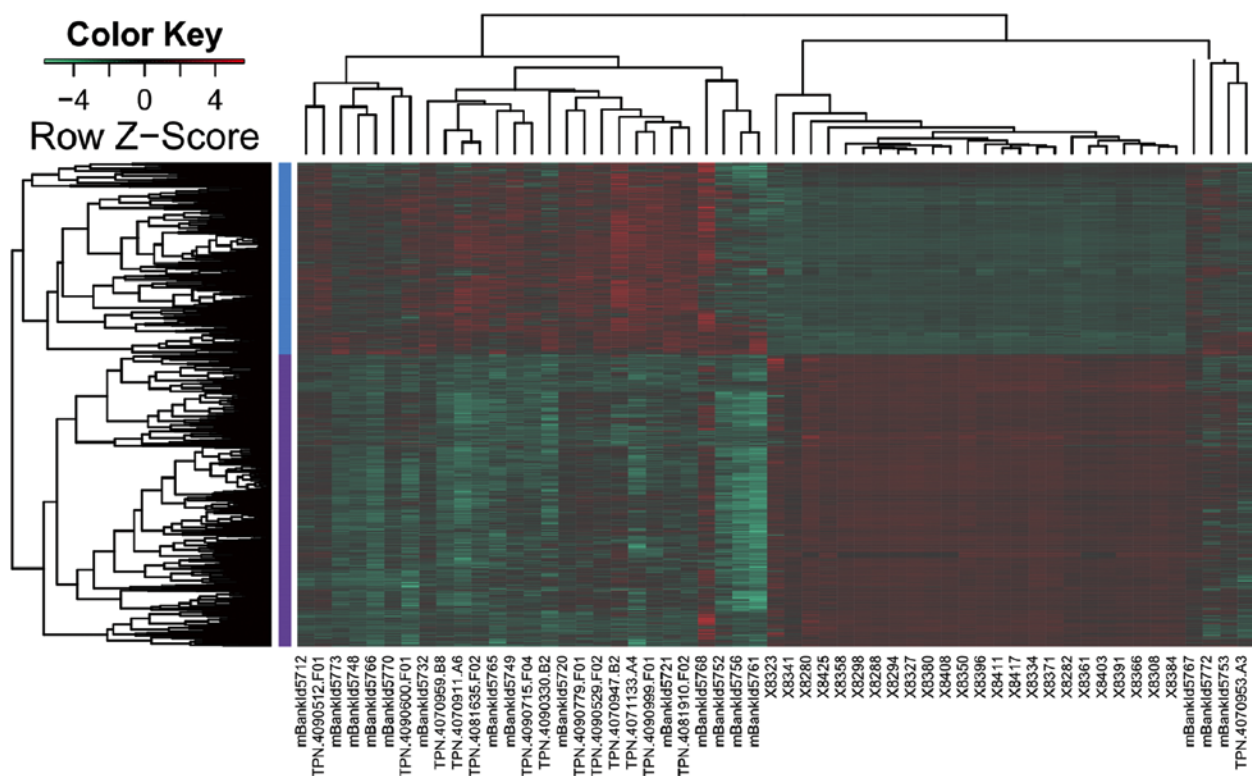 Color Key
−4 0 4
Row Z−Score
mBankId5712
TPN.4090512.F01
mBankId5773
mBankId5748
mBankId5766
mBankId5770
TPN.4090600.F01
mBankId5732
TPN.4070959.B8
TPN.4070911.A6
TPN.4081635.F02
mBankId5765
mBankId5749
TPN.4090715.F04
TPN.4090330.B2
mBankId5720
TPN.4090779.F01
TPN.4090529.F02
TPN.4070947.B2
TPN.4071133.A4
TPN.4090999.F01
mBankId5721
TPN.4081910.F02
mBankId5768
mBankId5752
mBankId5756
mBankId5761
X8323
X8341
X8280
X8425
X8358
X8298
X8288
X8294
X8327
X8380
X8408
X8350
X8396
X8411
X8417
X8334
X8371
X8282
X8361
X8403
X8391
X8366
X8308
X8384
mBankId5767
mBankId5772
mBankId5753
TPN.4070953.A3